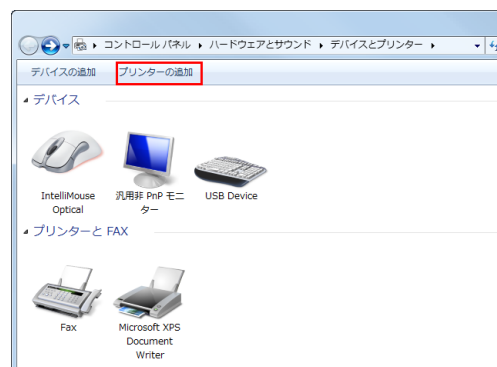 コントロール パネル ハードウェアとサウンド デバイスとプリンター
デバイスの追加 プリンターの追加
デバイス
IntelliMouse
Optical
汎用非 PnP モニ
ター
USB Device
プリンターと FAX
Fax
Microsoft XPS
Document
Writer